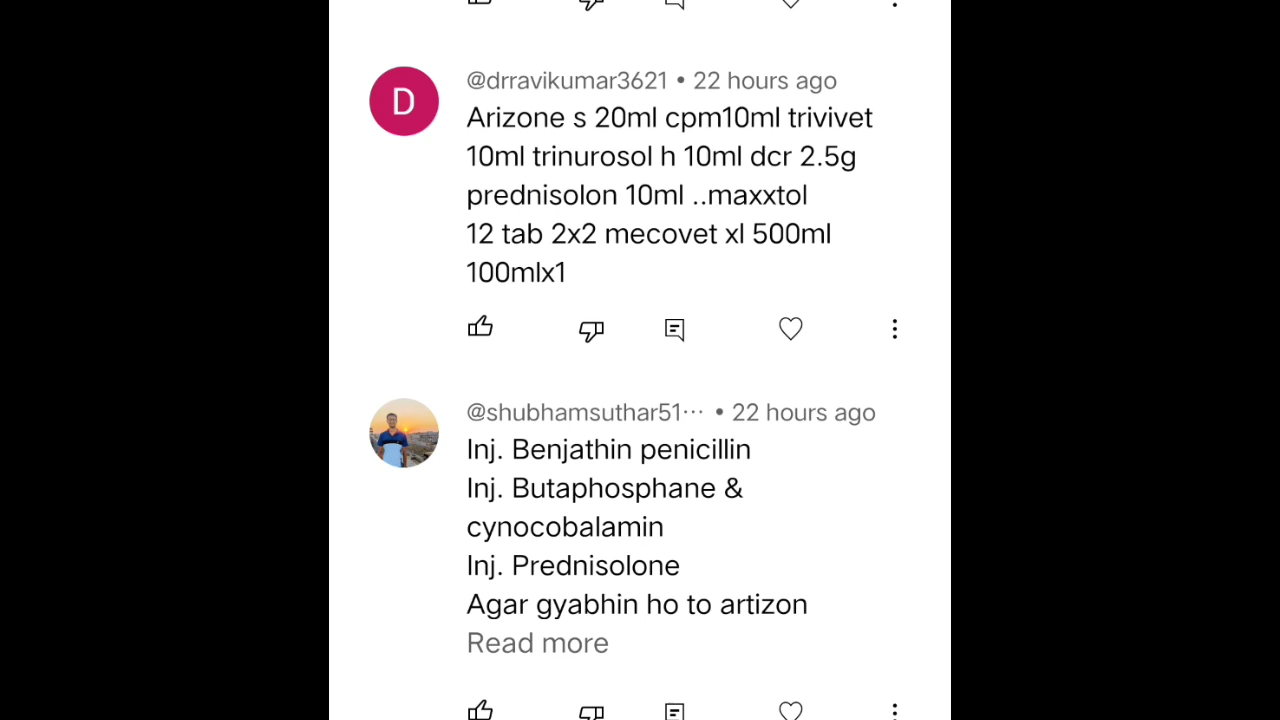 D
@drravikumar3621 • 22 hours ago
Arizone s 20ml cpm10ml trivivet
10ml trinurosol h 10ml dcr 2.5g
prednisolon 10ml ..maxxtol
12 tab 2x2 mecovet xl 500ml
100mlx1
@shubhamsuthar51... • 22 hours ago
Inj. Benjathin penicillin
Inj. Butaphosphane &
cynocobalamin
Inj. Prednisolone
Agar gyabhin ho to artizon
Read more